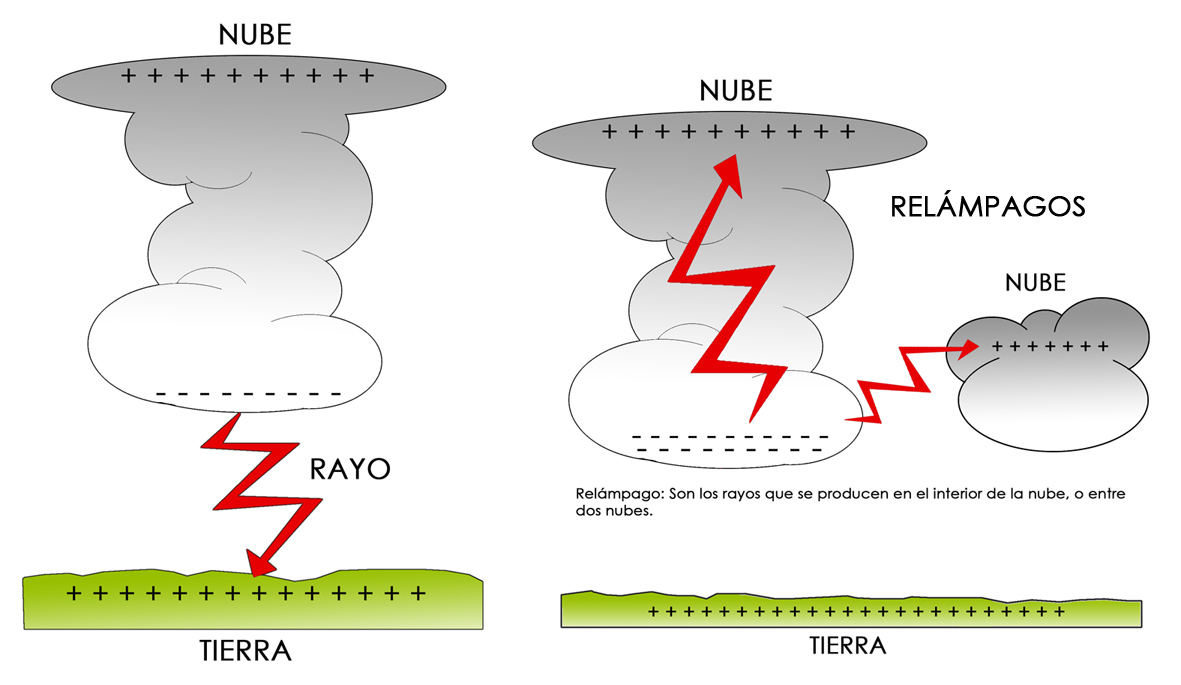 NUBE
+ + + + + + + + + +
- - - - - - - - -
RAYO
+ + + + + + + + + + + + + +
TIERRA
NUBE
+ + + + + + + + + +
RELÁMPAGOS
NUBE
+ + + + + + +
- - - - - - - - - - -
- - - - - - - - - - -
Relámpago: Son los rayos que se producen en el interior de la nube, o entre
dos nubes.
+ + + + + + + + + + + + + + + + + + + + + + + +
TIERRA